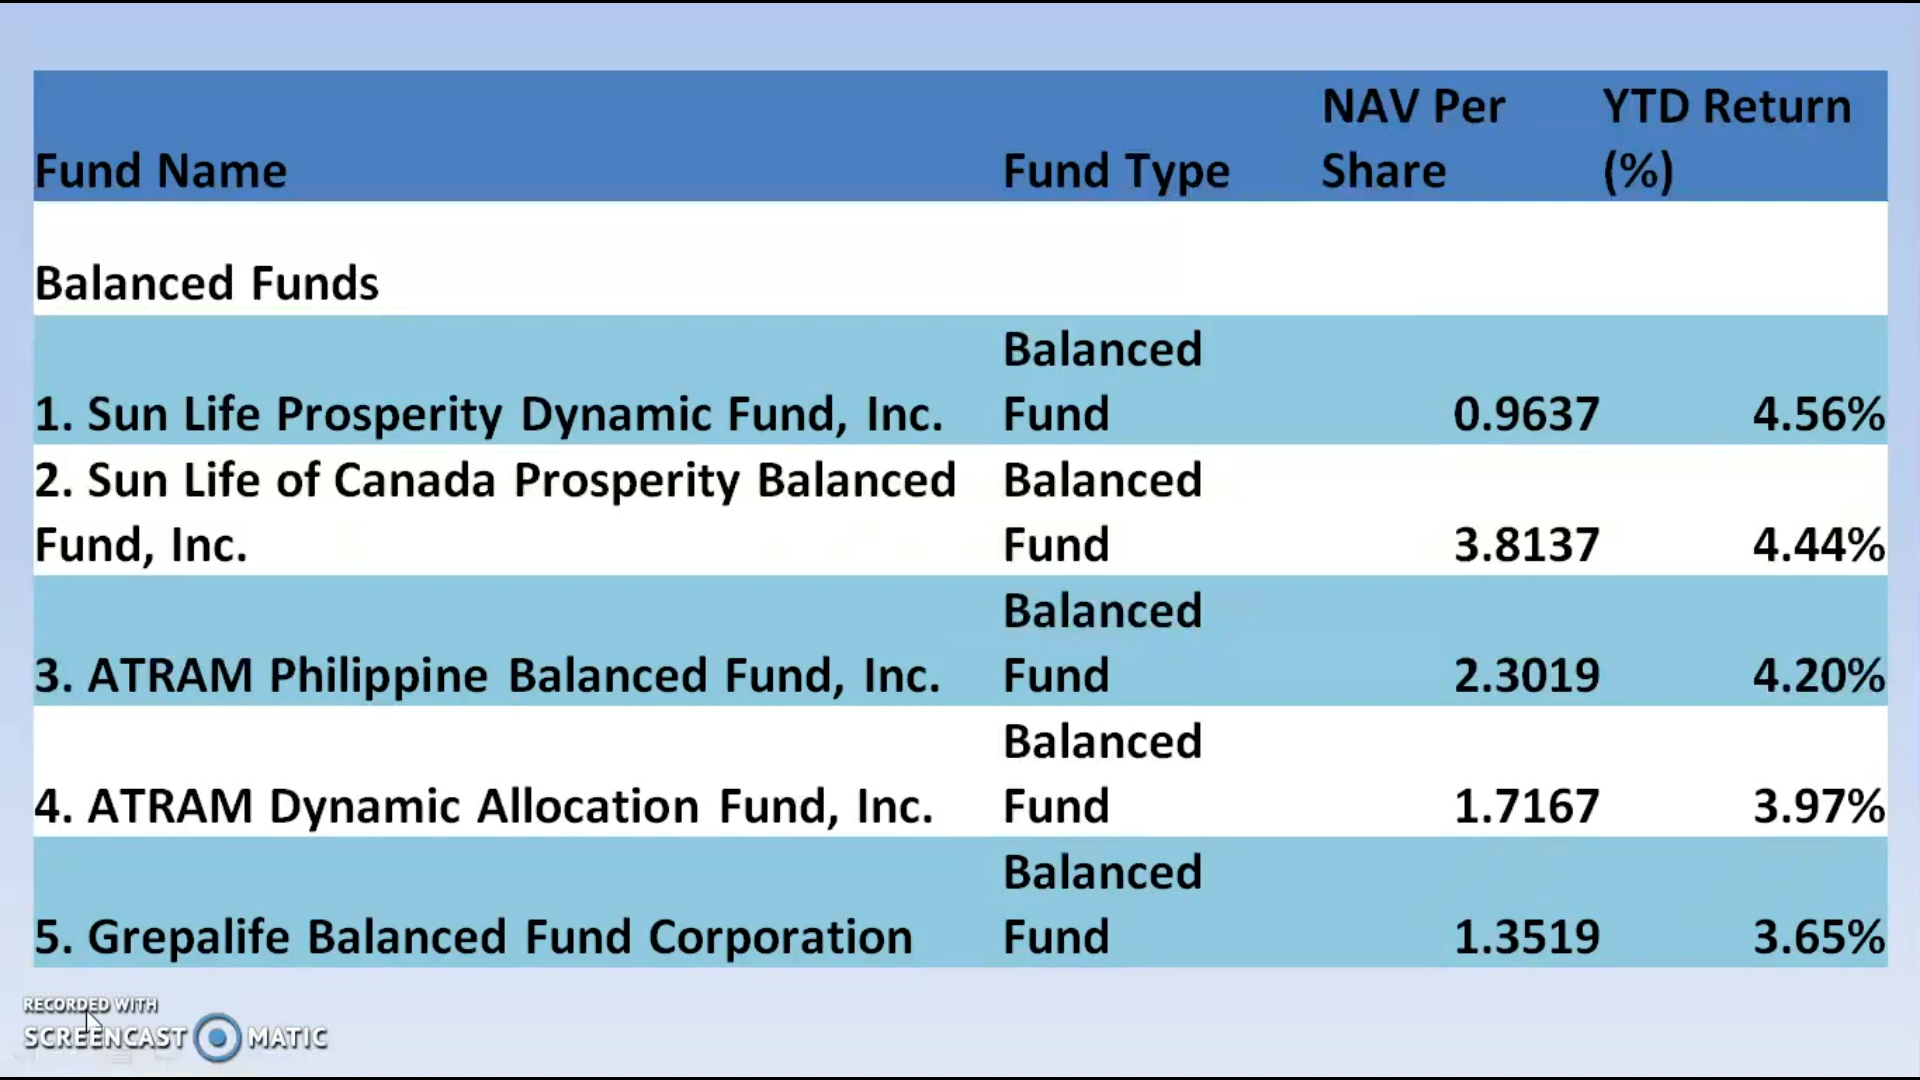 Fund Name Fund Type NAV Per Share YTD Return (%)
Balanced Funds
1. Sun Life Prosperity Dynamic Fund, Inc. Balanced Fund 0.9637 4.56%
2. Sun Life of Canada Prosperity Balanced Fund, Inc. Balanced Fund 3.8137 4.44%
3. ATRAM Philippine Balanced Fund, Inc. Balanced Fund 2.3019 4.20%
4. ATRAM Dynamic Allocation Fund, Inc. Balanced Fund 1.7167 3.97%
5. Grepalife Balanced Fund Corporation Balanced Fund 1.3519 3.65%
RECORDED WITH
SCREENCAST MATIC